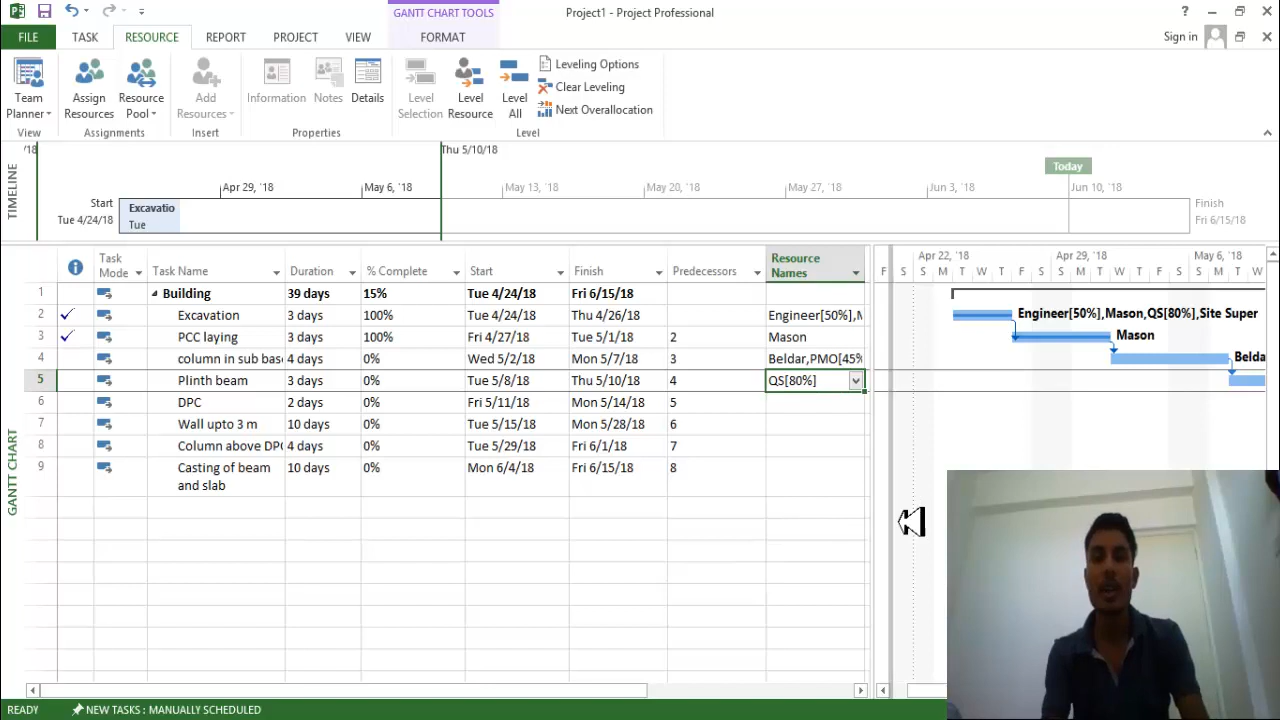 GANTT CHART TOOLS
Project1 - Project Professional
?
FILE TASK RESOURCE REPORT PROJECT VIEW FORMAT
Sign in
Team Planner
Assign Resources
Resource Pool
Add Resources
Information
Notes
Details
Level Selection
Level Resource
Level All
Leveling Options
Clear Leveling
Next Overallocation
View Assignments Insert Properties Level
TIMELINE
/18
Thu 5/10/18
Today
Apr 29, '18 May 6, '18 May 13, '18 May 20, '18 May 27, '18 Jun 3, '18 Jun 10, '18
Start
Tue 4/24/18
Excavatio
Tue
Finish
Fri 6/15/18
GANTT CHART
Task Mode Task Name Duration % Complete Start Finish Predecessors Resource Names
Apr 22, '18 Apr 29, '18 May 6, '18
F S S M T W T F S S M T W T F S S M T W
1 Building 39 days 15% Tue 4/24/18 Fri 6/15/18
2 Excavation 3 days 100% Tue 4/24/18 Thu 4/26/18 Engineer[50%],M Engineer[50%],Mason,QS[80%],Site Super
3 PCC laying 3 days 100% Fri 4/27/18 Tue 5/1/18 2 Mason Mason
4 column in sub base 4 days 0% Wed 5/2/18 Mon 5/7/18 3 Beldar,PMO[45% Belda
5 Plinth beam 3 days 0% Tue 5/8/18 Thu 5/10/18 4 QS[80%]
6 DPC 2 days 0% Fri 5/11/18 Mon 5/14/18 5
7 Wall upto 3 m 10 days 0% Tue 5/15/18 Mon 5/28/18 6
8 Column above DPC 4 days 0% Tue 5/29/18 Fri 6/1/18 7
9 Casting of beam and slab 10 days 0% Mon 6/4/18 Fri 6/15/18 8
READY NEW TASKS : MANUALLY SCHEDULED